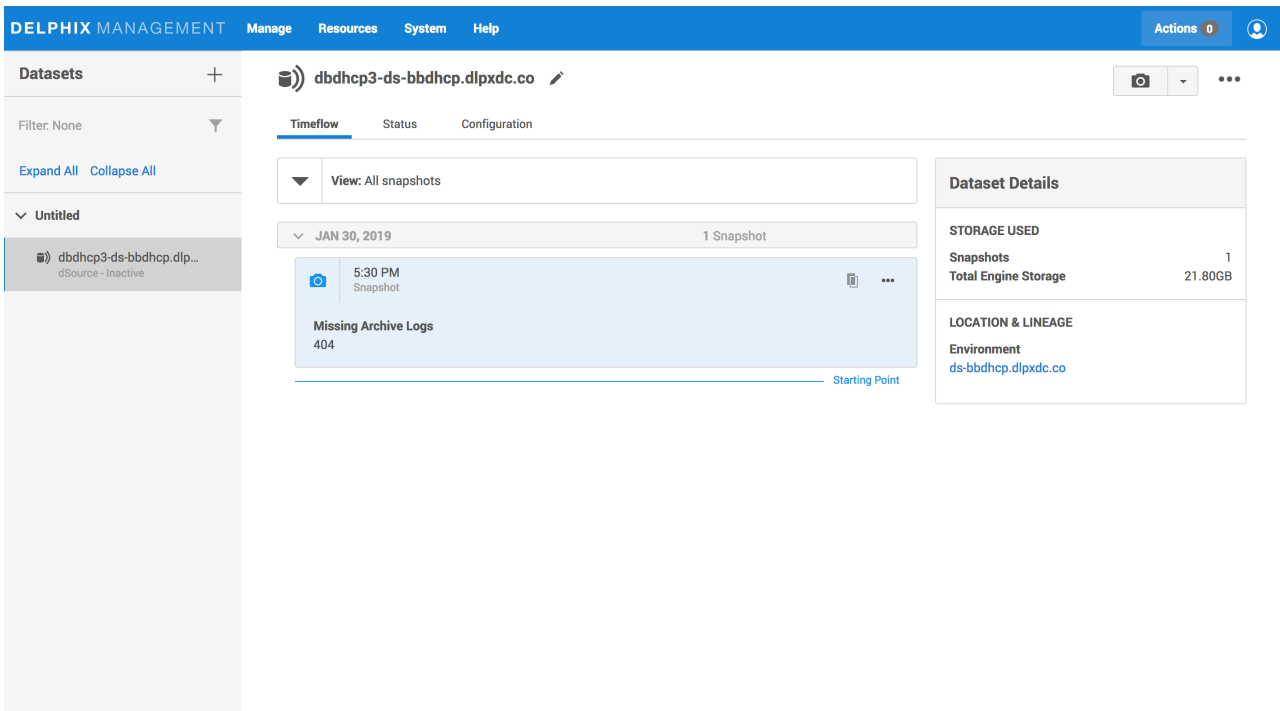 DELPHIX MANAGEMENT Manage Resources System Help Actions 0
Datasets
dbdhcp3-ds-bbdhcp.dlpxdc.co
Filter: None
Expand All Collapse All
Untitled
dbdhcp3-ds-bbdhcp.dlp...
dSource - Inactive
Timeflow Status Configuration
View: All snapshots
JAN 30, 2019 1 Snapshot
5:30 PM
Snapshot
Missing Archive Logs
404
Starting Point
Dataset Details
STORAGE USED
Snapshots 1
Total Engine Storage 21.80GB
LOCATION & LINEAGE
Environment
ds-bbdhcp.dlpxdc.co